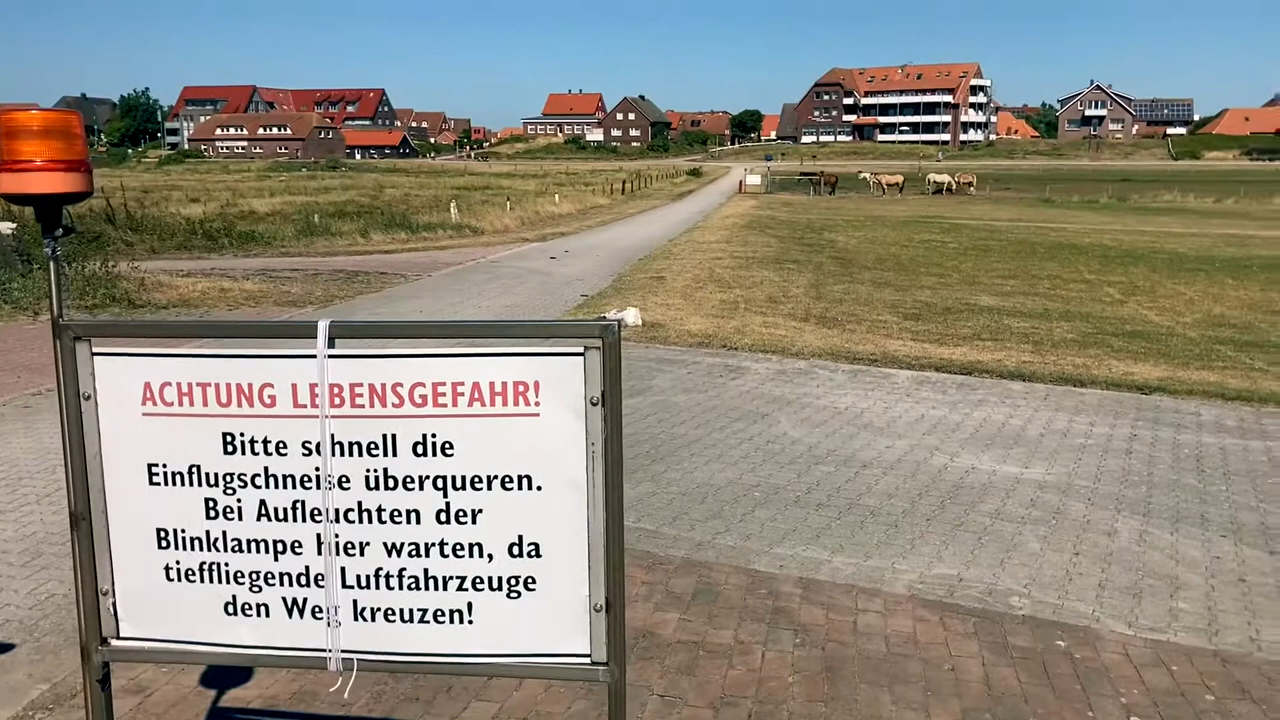 ACHTUNG LEBENSGEFAHR!
Bitte schnell die
Einflugschneise überqueren.
Bei Aufleuchten der
Blinklampe hier warten, da
tieffliegende Luftfahrzeuge
den Weg kreuzen!